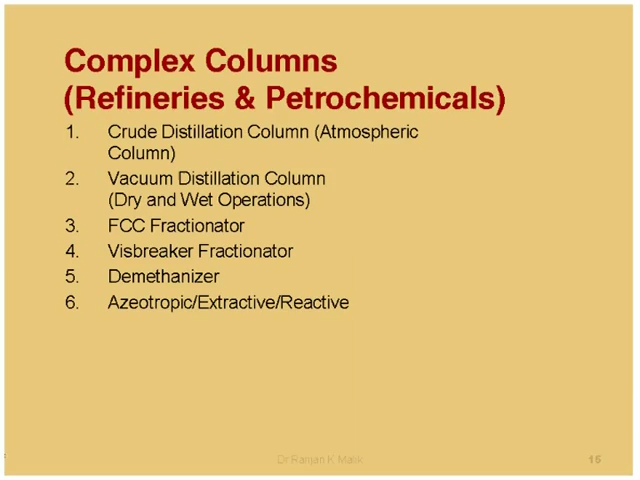 Complex Columns
(Refineries & Petrochemicals)
1. Crude Distillation Column (Atmospheric
Column)
2. Vacuum Distillation Column
(Dry and Wet Operations)
3. FCC Fractionator
4. Visbreaker Fractionator
5. Demethanizer
6. Azeotropic/Extractive/Reactive
Dr Ranjan K Malik
15